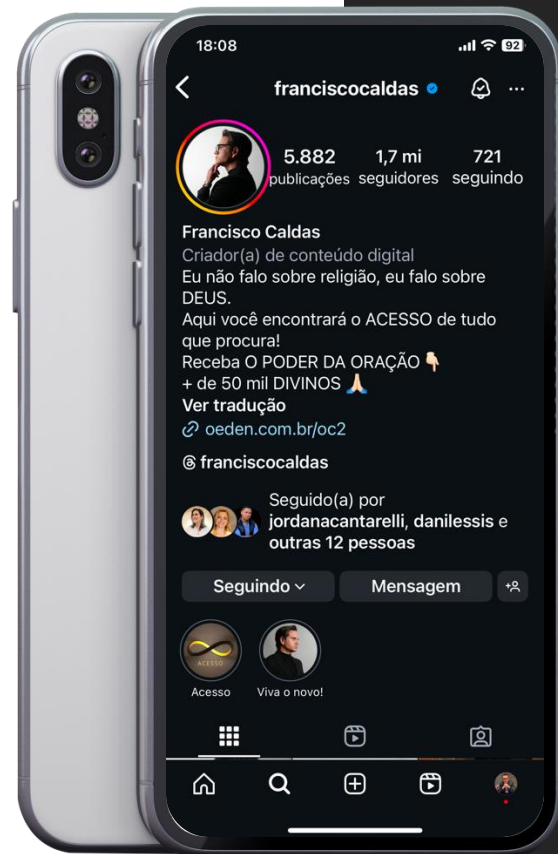 18:08
92
franciscocaldas
5.882 1,7 mi 721
publicações seguidores seguindo
Francisco Caldas
Criador(a) de conteúdo digital
Eu não falo sobre religião, eu falo sobre
DEUS.
Aqui você encontrará o ACESSO de tudo
que procura!
Receba O PODER DA ORAÇÃO 👇🏻
+ de 50 mil DIVINOS 🙏🏻
Ver tradução
oeden.com.br/oc2
franciscocaldas
Seguido(a) por
jordanacantarelli, danilessis e
outras 12 pessoas
Seguindo Mensagem
ACESSO
Acesso Viva o novo!